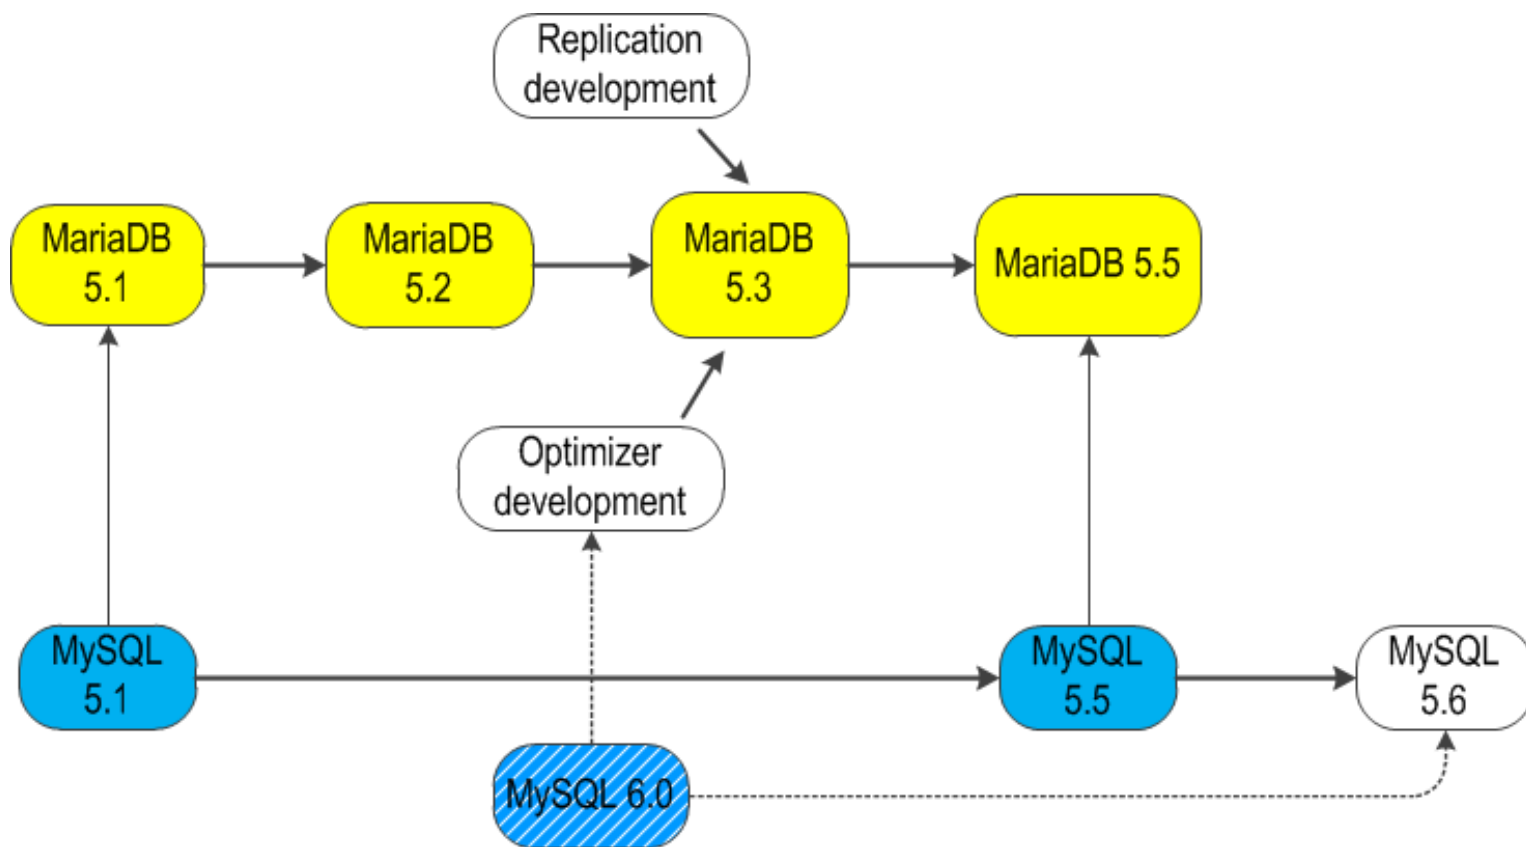 Replication
development
MariaDB
5.1
MariaDB
5.2
MariaDB
5.3
MariaDB 5.5
Optimizer
development
MySQL
5.1
MySQL
5.5
MySQL
5.6
MySQL 6.0